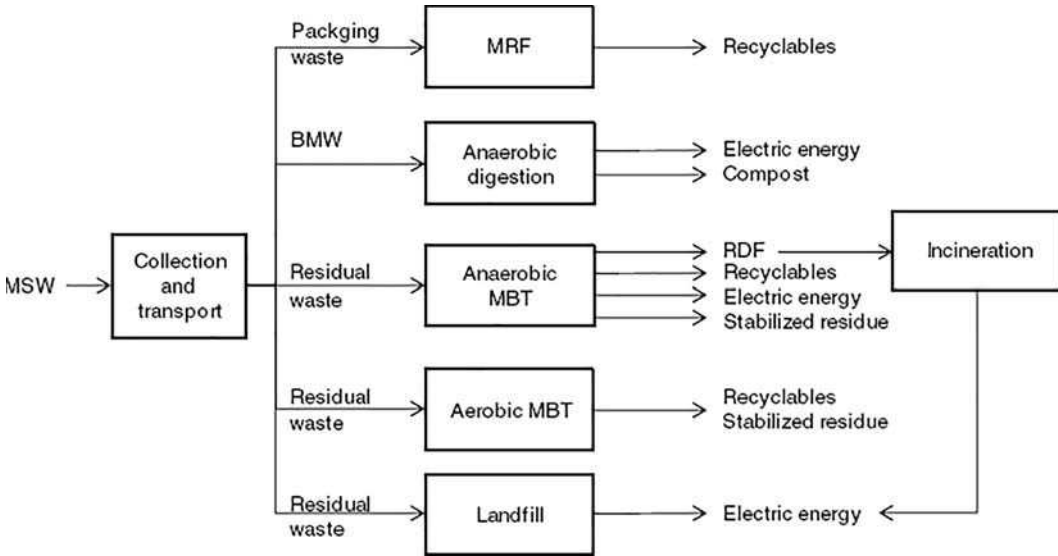 Packging
waste
MRF
Recyclables
BMW
Anaerobic
digestion
Electric energy
Compost
MSW
Collection
and
transport
Residual
waste
Anaerobic
MBT
RDF
Recyclables
Electric energy
Stabilized residue
Incineration
Residual
waste
Aerobic MBT
Recyclables
Stabilized residue
Residual
waste
Landfill
Electric energy